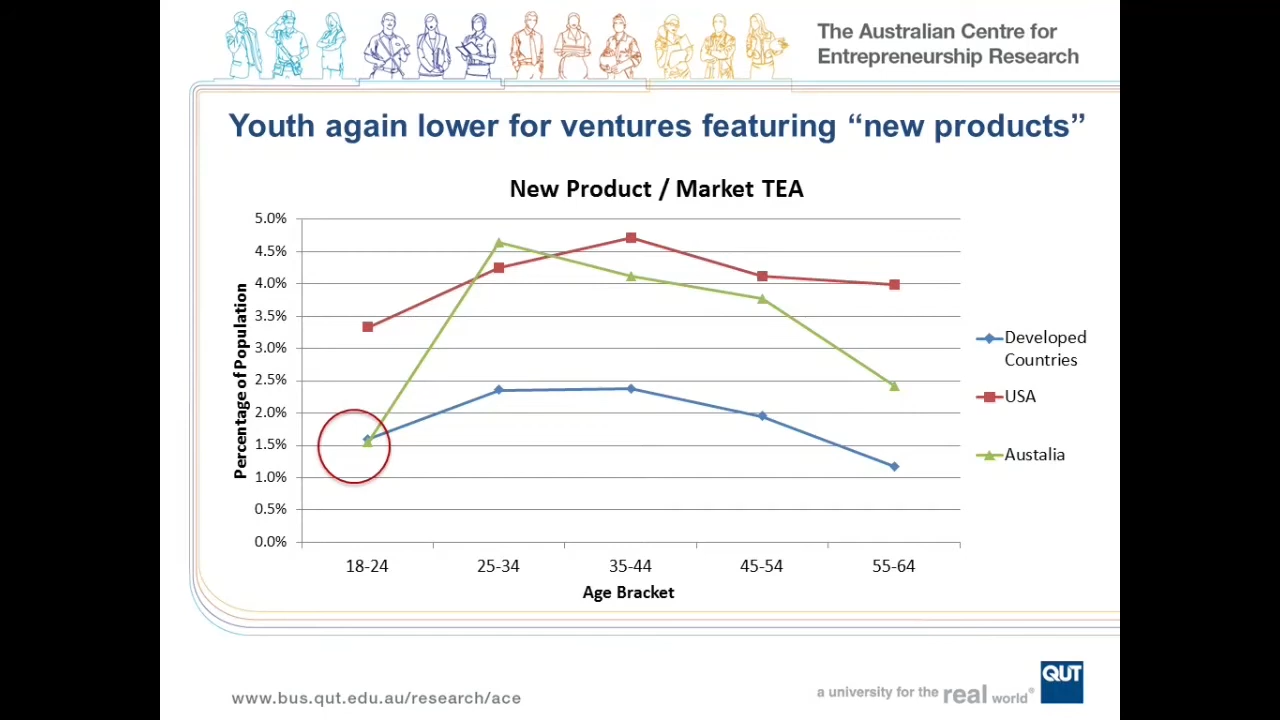 The Australian Centre for
Entrepreneurship Research
Youth again lower for ventures featuring “new products”
New Product / Market TEA
Percentage of Population
5.0%
4.5%
4.0%
3.5%
3.0%
2.5%
2.0%
1.5%
1.0%
0.5%
0.0%
18-24 25-34 35-44 45-54 55-64
Age Bracket
Developed
Countries
USA
Austalia
www.bus.qut.edu.au/research/ace
a university for the real world®
QUT